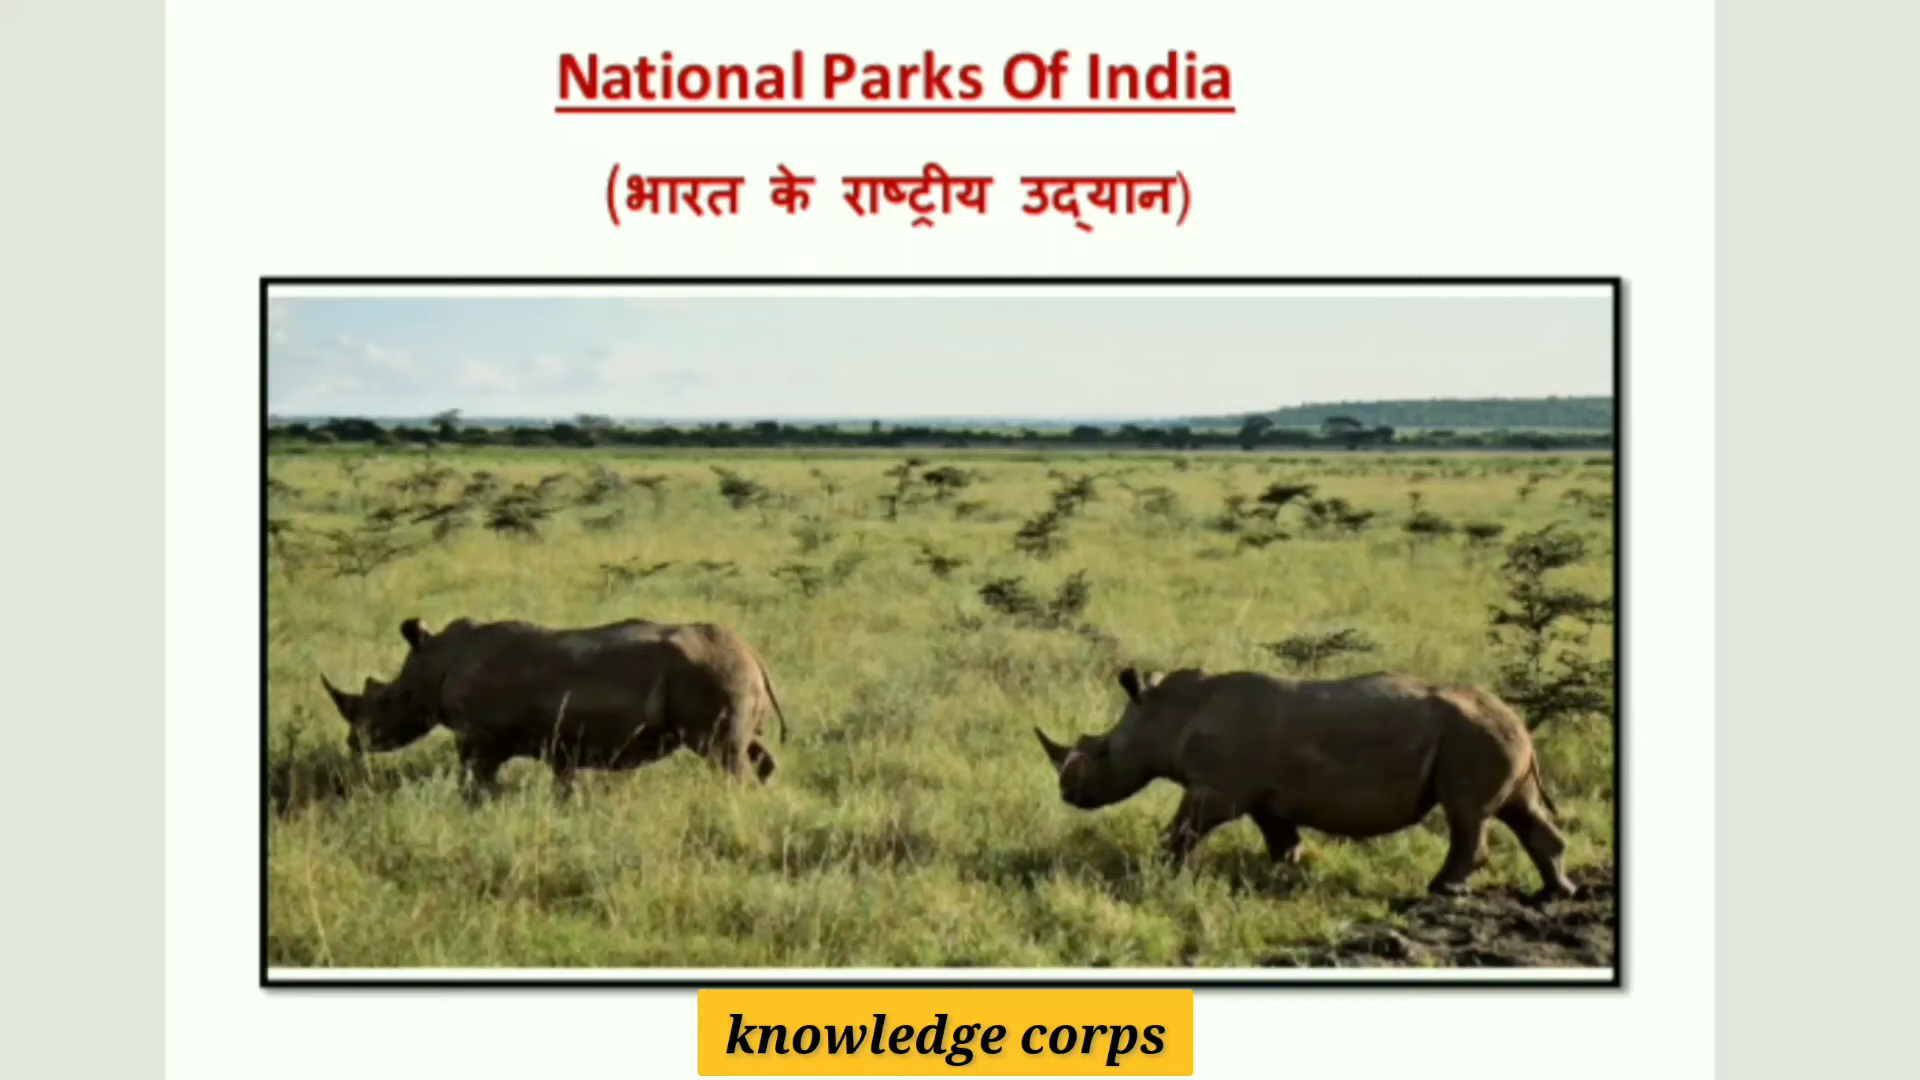 National Parks Of India
(भारत के राष्ट्रीय उद्यान)
knowledge corps